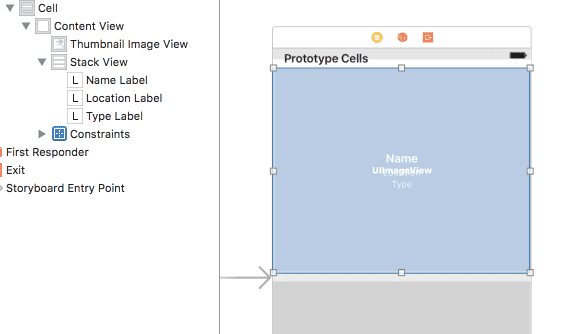 Cell
Content View
Thumbnail Image View
Stack View
L Name Label
L Location Label
L Type Label
Constraints
First Responder
Exit
Storyboard Entry Point
Prototype Cells
Name
UIImageView
Location
Type